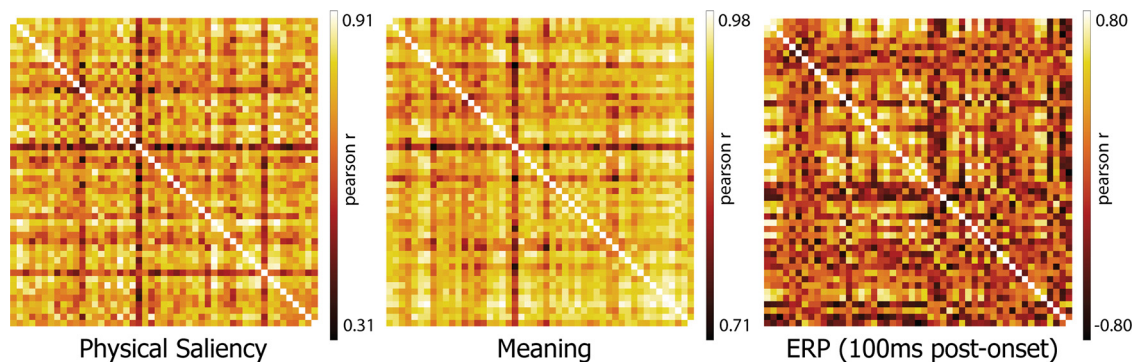 0.91
pearson r
0.31
Physical Saliency
0.98
pearson r
0.71
Meaning
0.80
pearson r
-0.80
ERP (100ms post-onset)